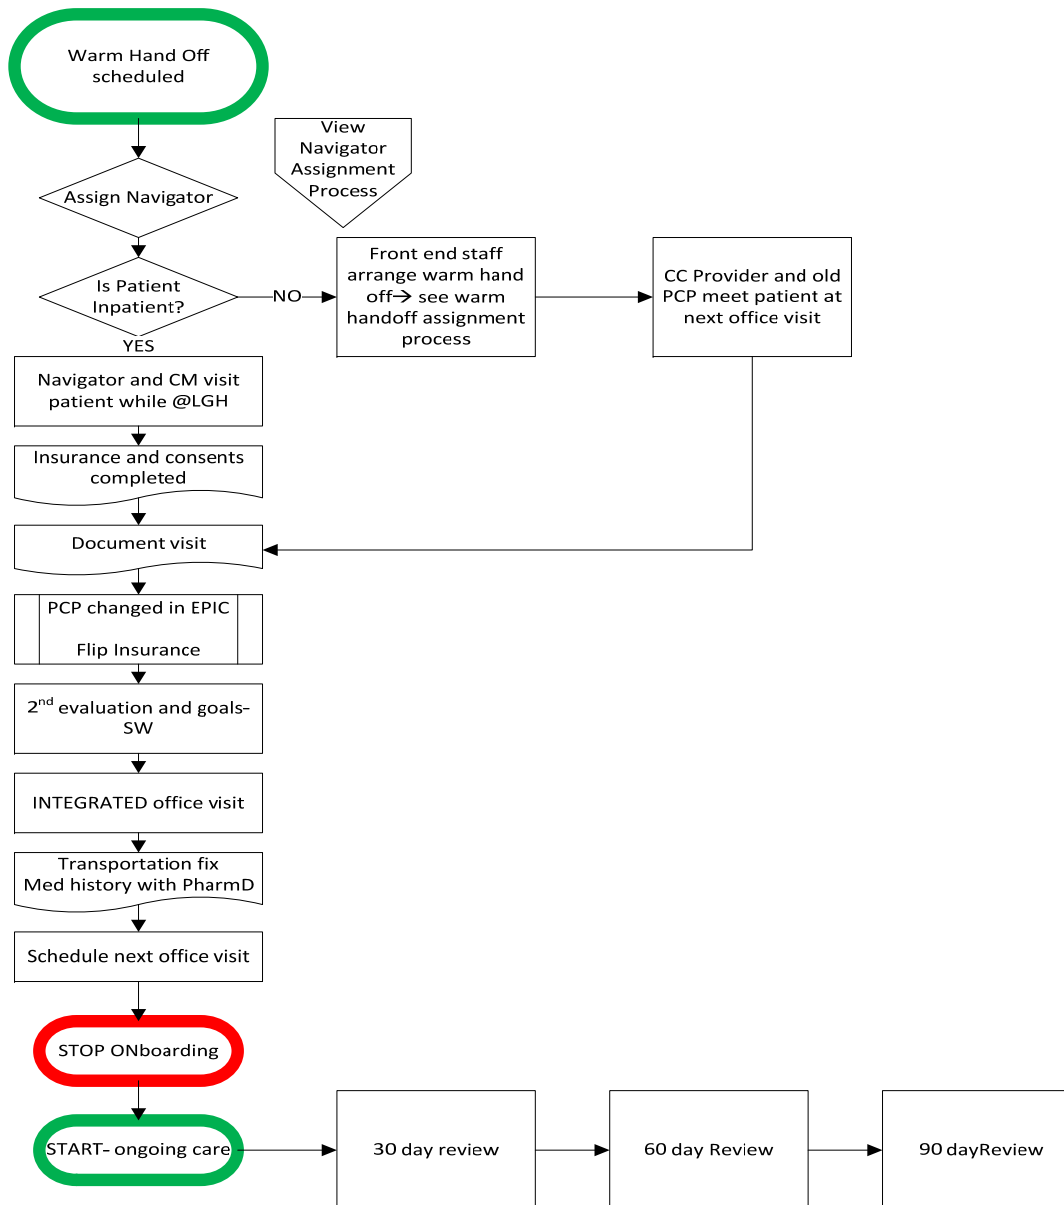 Warm Hand Off
scheduled
View
Navigator
Assignment
Process
Assign Navigator
Is Patient
Inpatient?
NO
Front end staff
arrange warm hand
off→ see warm
handoff assignment
process
CC Provider and old
PCP meet patient at
next office visit
YES
Navigator and CM visit
patient while @LGH
Insurance and consents
completed
Document visit
PCP changed in EPIC
Flip Insurance
2nd evaluation and goals-
SW
INTEGRATED office visit
Transportation fix
Med history with PharmD
Schedule next office visit
STOP ONboarding
START- ongoing care
30 day review
60 day Review
90 dayReview